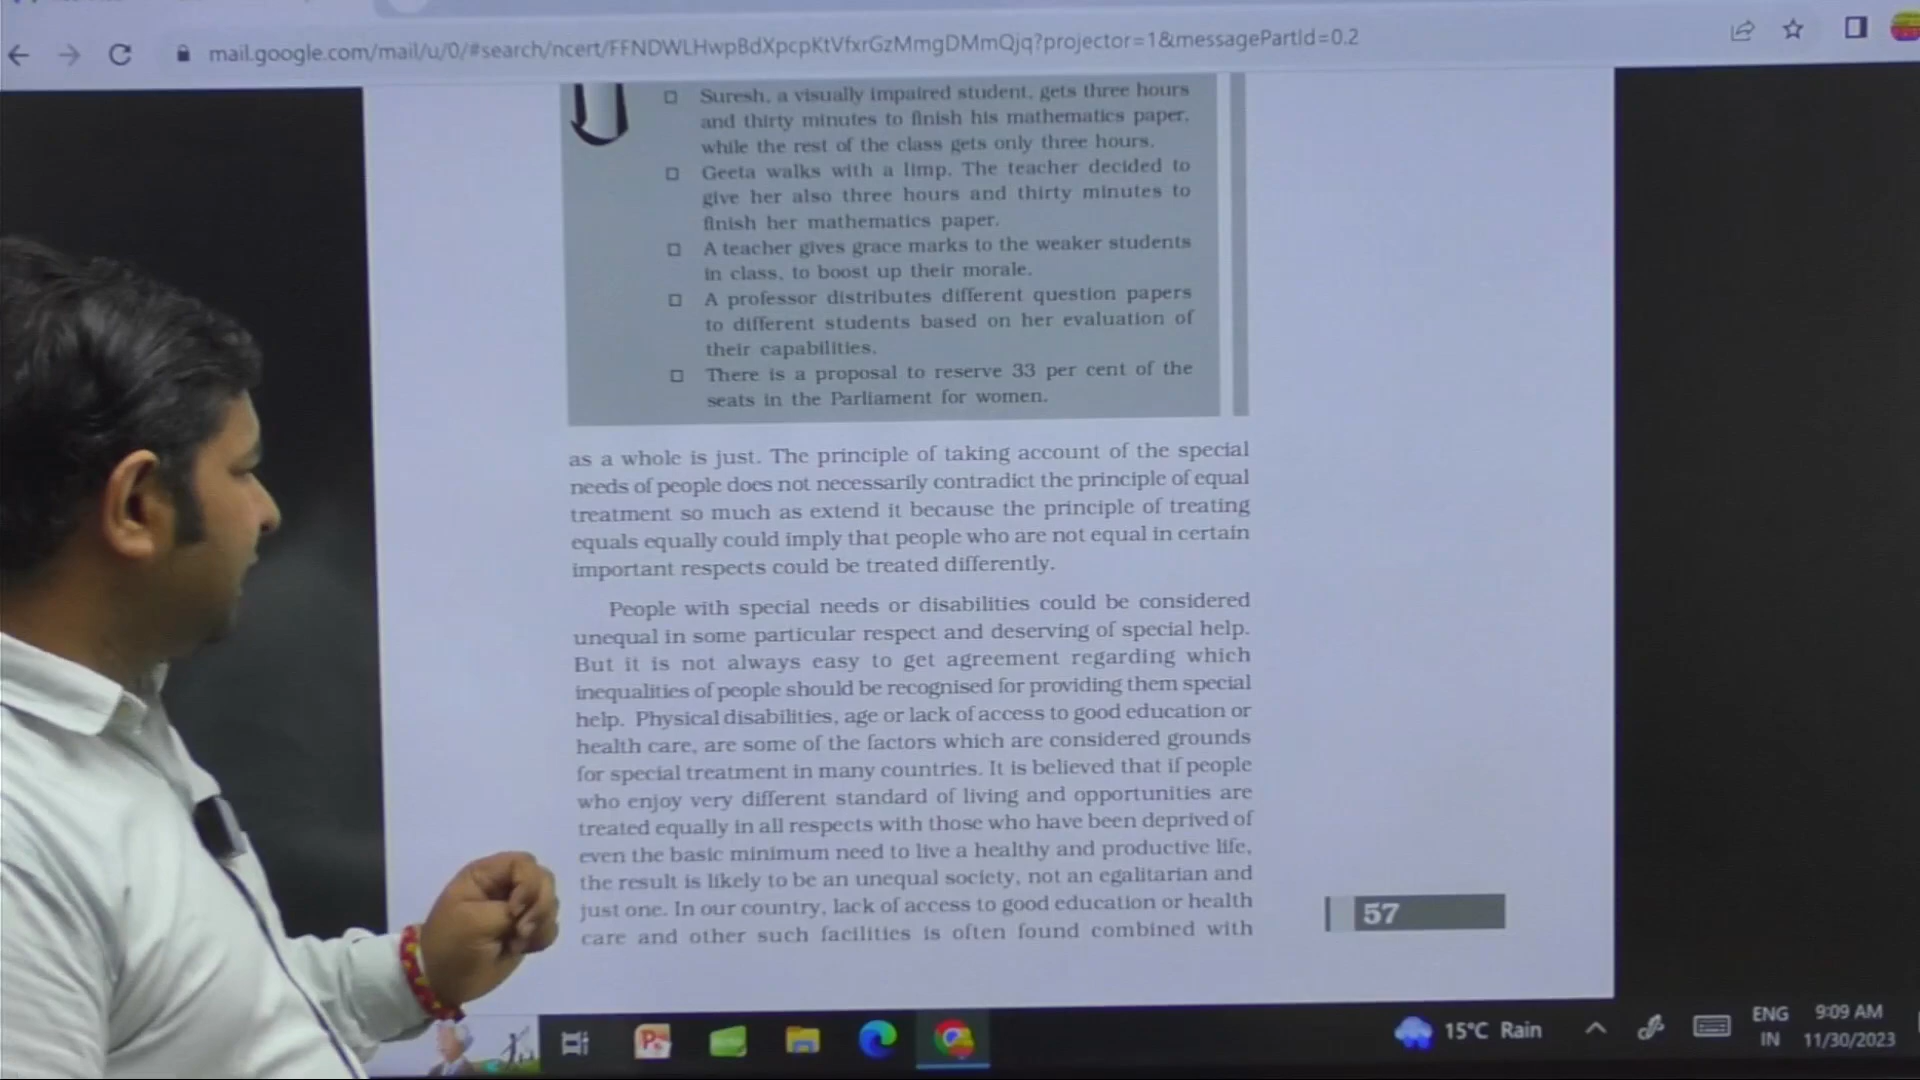 mail.google.com/mail/u/0/#search/ncert/FFNDWLHwpBdXpcpKtVfxrGzMmgDMmQjq?projector=1&messagePartId=0.2
Suresh, a visually impaired student, gets three hours
and thirty minutes to finish his mathematics paper,
while the rest of the class gets only three hours.
Geeta walks with a limp. The teacher decided to
give her also three hours and thirty minutes to
finish her mathematics paper.
A teacher gives grace marks to the weaker students
in class, to boost up their morale.
A professor distributes different question papers
to different students based on her evaluation of
their capabilities.
There is a proposal to reserve 33 per cent of the
seats in the Parliament for women.
as a whole is just. The principle of taking account of the special
needs of people does not necessarily contradict the principle of equal
treatment so much as extend it because the principle of treating
equals equally could imply that people who are not equal in certain
important respects could be treated differently.
People with special needs or disabilities could be considered
unequal in some particular respect and deserving of special help.
But it is not always easy to get agreement regarding which
inequalities of people should be recognised for providing them special
help. Physical disabilities, age or lack of access to good education or
health care, are some of the factors which are considered grounds
for special treatment in many countries. It is believed that if people
who enjoy very different standard of living and opportunities are
treated equally in all respects with those who have been deprived of
even the basic minimum need to live a healthy and productive life,
the result is likely to be an unequal society, not an egalitarian and
just one. In our country, lack of access to good education or health
care and other such facilities is often found combined with
57
15°C Rain
ENG
IN
9:09 AM
11/30/2023